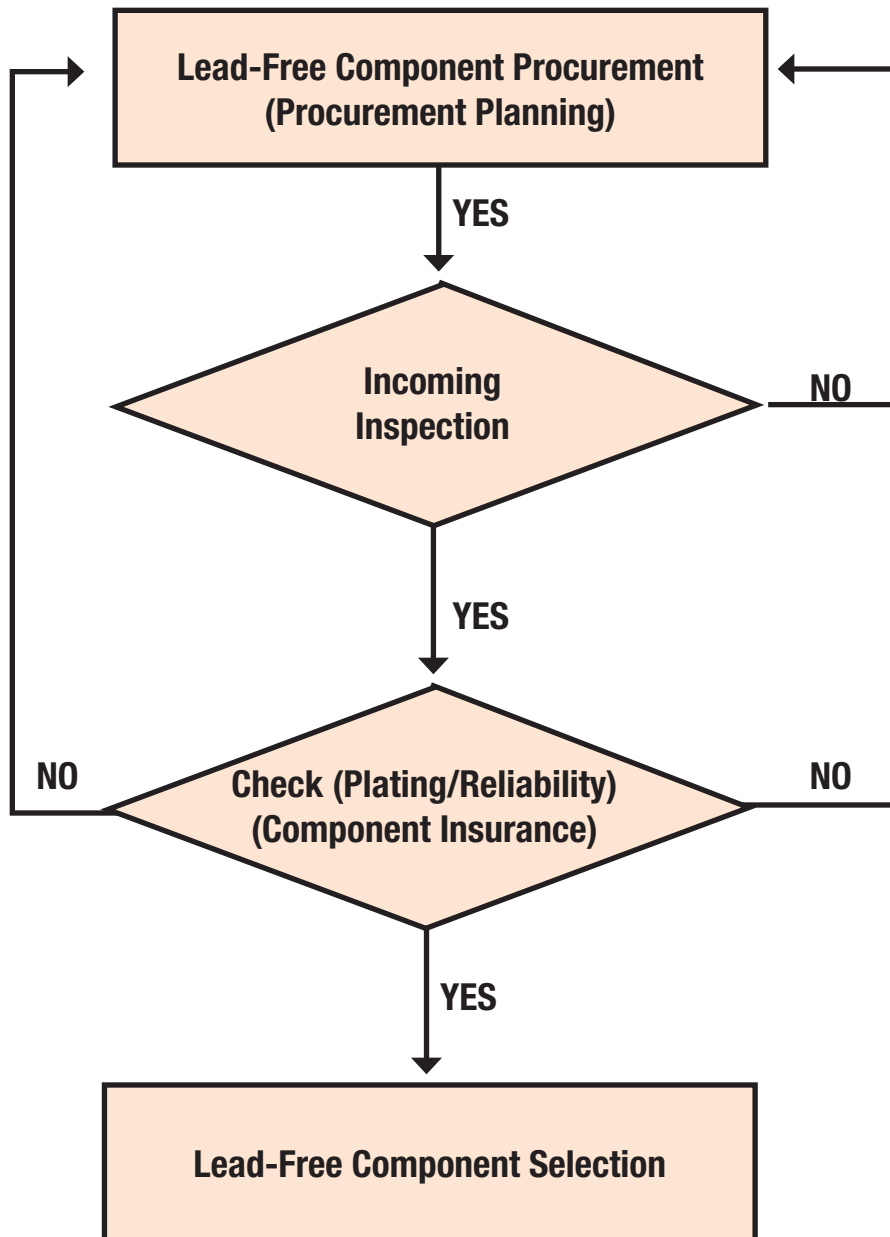 Lead-Free Component Procurement
(Procurement Planning)
YES
Incoming
Inspection
NO
YES
NO
Check (Plating/Reliability)
(Component Insurance)
NO
YES
Lead-Free Component Selection